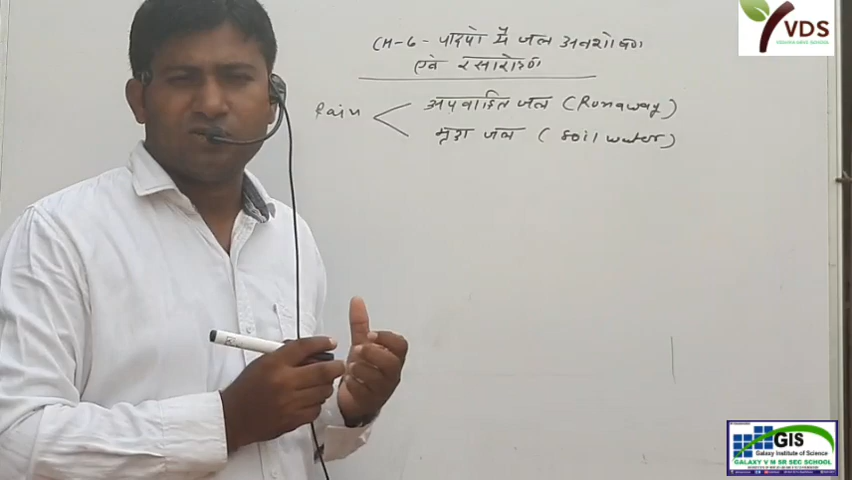 CH-6- पादपो में जल अवशोषण
एवं रसारोहण
Rain
अपवाहित जल (Runaway)
मृदा जल (Soil water)
VDS
GIS
Galaxy Institute of Science
GALAXY V M SR SEC SCHOOL